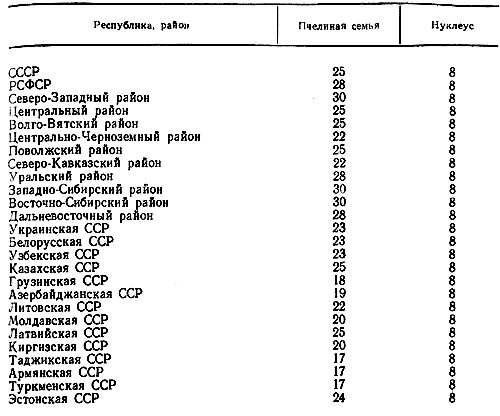 Республика, район Пчелиная семья Нуклеус
СССР 25 8
РСФСР 28 8
Северо-Западный район 30 8
Центральный район 25 8
Волго-Вятский район 25 8
Центрально-Черноземный район 22 8
Поволжский район 25 8
Северо-Кавказский район 22 8
Уральский район 28 8
Западно-Сибирский район 30 8
Восточно-Сибирский район 30 8
Дальневосточный район 28 8
Украинская ССР 23 8
Белорусская ССР 23 8
Узбекская ССР 23 8
Казахская ССР 25 8
Грузинская ССР 18 8
Азербайджанская ССР 19 8
Литовская ССР 22 8
Молдавская ССР 20 8
Латвийская ССР 25 8
Киргизская ССР 20 8
Таджикская ССР 17 8
Армянская ССР 17 8
Туркменская ССР 17 8
Эстонская ССР 24 8